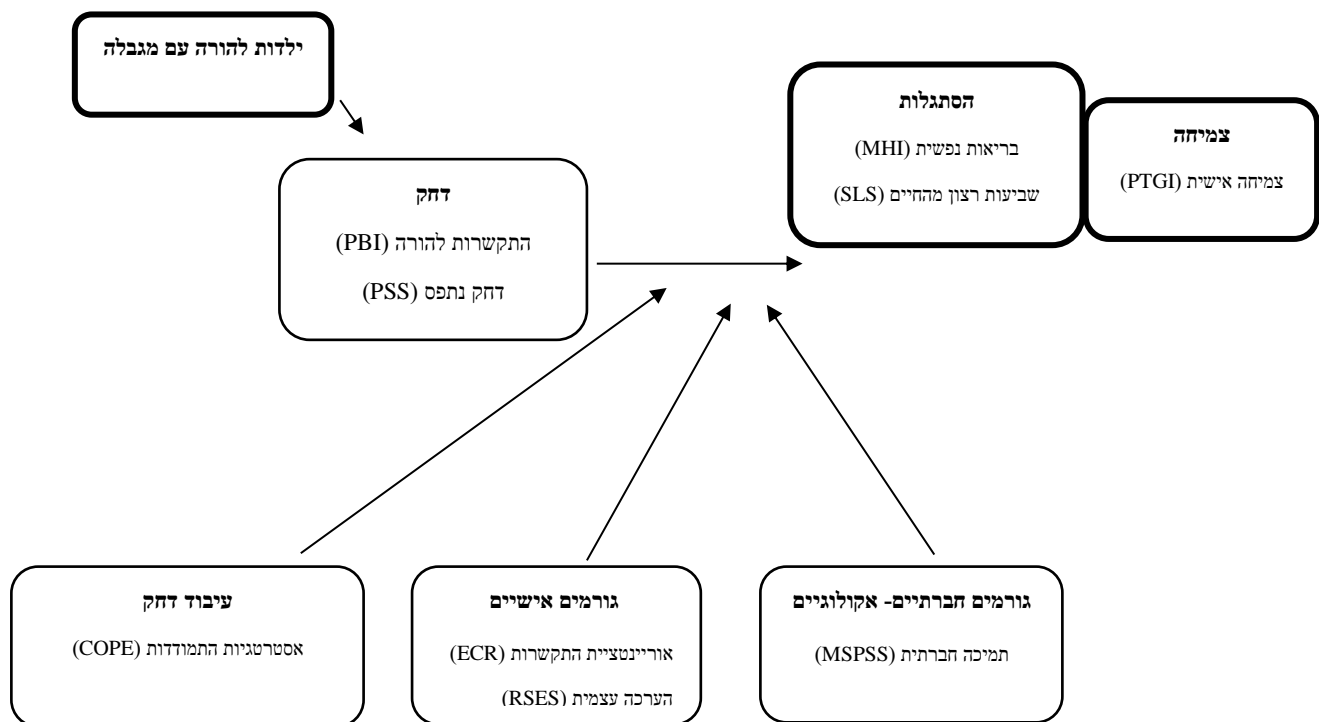 ילדות להורה עם מגבלה
הסתגלות
בריאות נפשית (MHI)
שביעות רצון מהחיים (SLS)
צמיחה
צמיחה אישית (PTGI)
דחק
התקשרות להורה (PBI)
דחק נתפס (PSS)
עיבוד דחק
אסטרטגיות התמודדות (COPE)
גורמים אישיים
אוריינטציית התקשרות (ECR)
הערכה עצמית (RSES)
גורמים חברתיים- אקולוגיים
תמיכה חברתית (MSPSS)